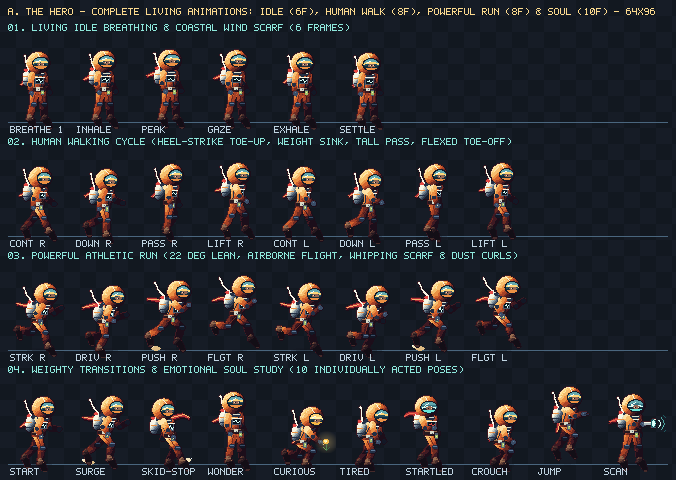 A. THE HERO — COMPLETE LIVING ANIMATIONS: IDLE (6F), HUMAN WALK (8F), POWERFUL RUN (8F) & SOUL (10F) — 64X96
01. LIVING IDLE BREATHING & COASTAL WIND SCARF (6 FRAMES)
BREATHE 1 INHALE PEAK GAZE EXHALE SETTLE
02. HUMAN WALKING CYCLE (HEEL-STRIKE TOE-UP, WEIGHT SINK, TALL PASS, FLEXED TOE-OFF)
CONT R DOWN R PASS R LIFT R CONT L DOWN L PASS L LIFT L
03. POWERFUL ATHLETIC RUN (22 DEG LEAN, AIRBORNE FLIGHT, WHIPPING SCARF & DUST CURLS)
STRK R DRIV R PUSH R FLGT R STRK L DRIV L PUSH L FLGT L
04. WEIGHTY TRANSITIONS & EMOTIONAL SOUL STUDY (10 INDIVIDUALLY ACTED POSES)
START SURGE SKID-STOP WONDER CURIOUS TIRED STARTLED CROUCH JUMP SCAN